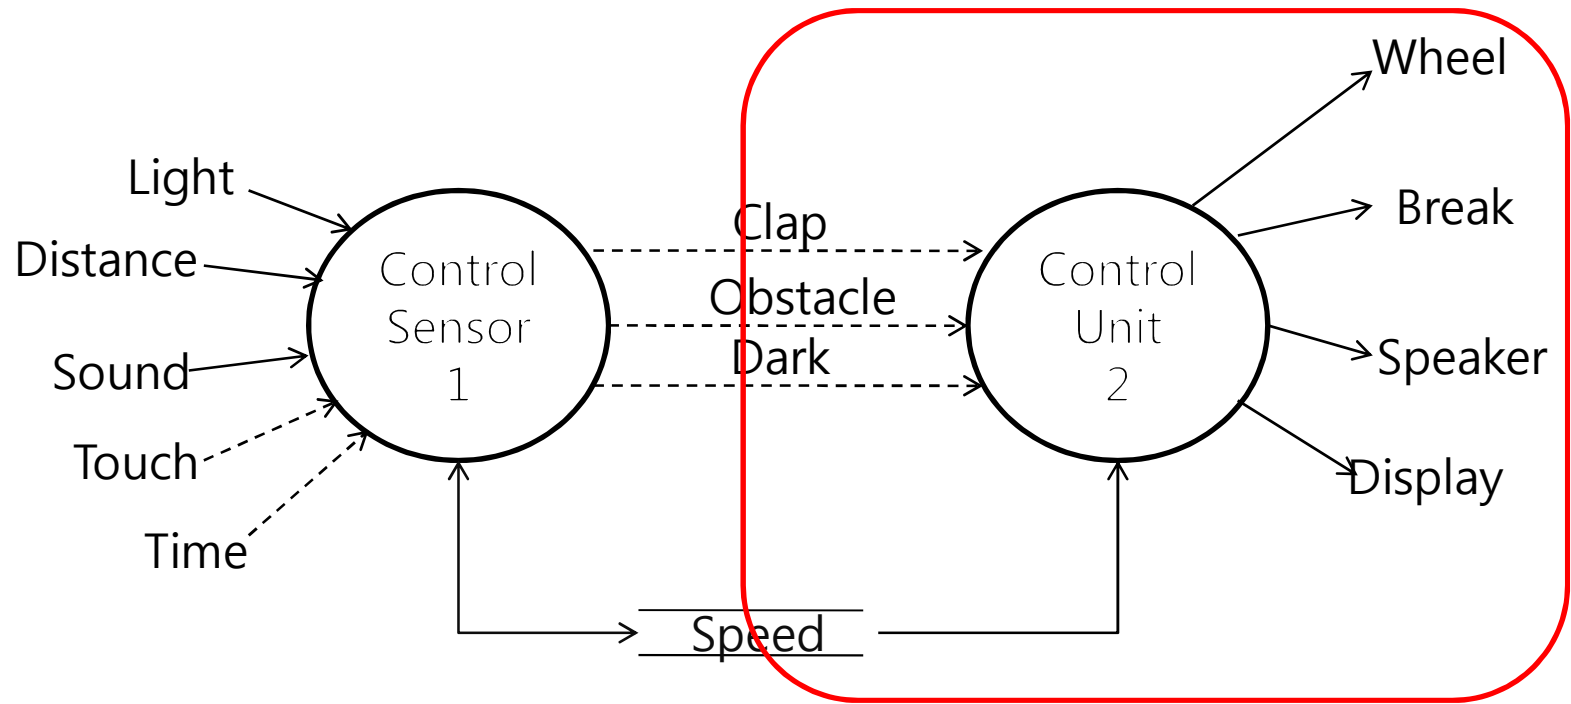 Light
Distance
Sound
Touch
Time
Control
Sensor
1
Clap
Obstacle
Dark
Speed
Control
Unit
2
Wheel
Break
Speaker
Display